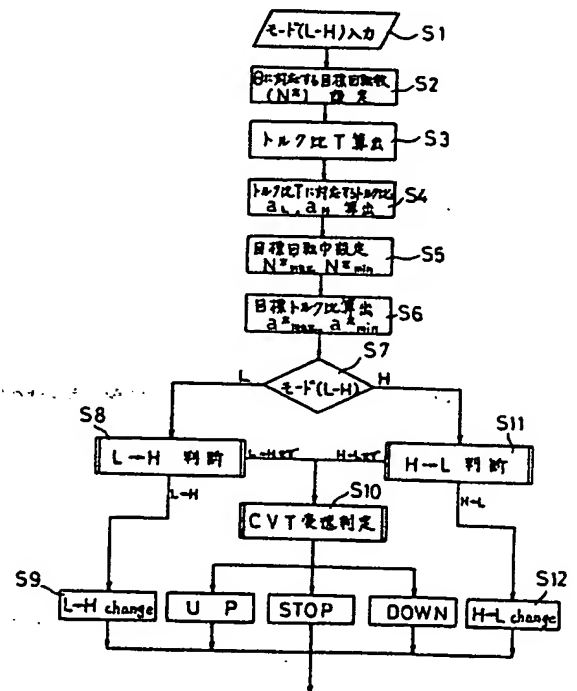 モード(L-H)入力
S1
θに対応する目標回転数
(N*) 設定
S2
トルク比T算出
S3
トルク比Tに対応するトルク比
aL, aH 算出
S4
目標回転巾設定
N*max, N*min
S5
目標トルク比算出
a*max, a*min
S6
S7
L
モード(L-H)
H
S8
L→H 判断
L→H
S11
H→L 判断
H→L
S10
CVT変速判定
S9
L→H change
UP
STOP
DOWN
S12
H→L change